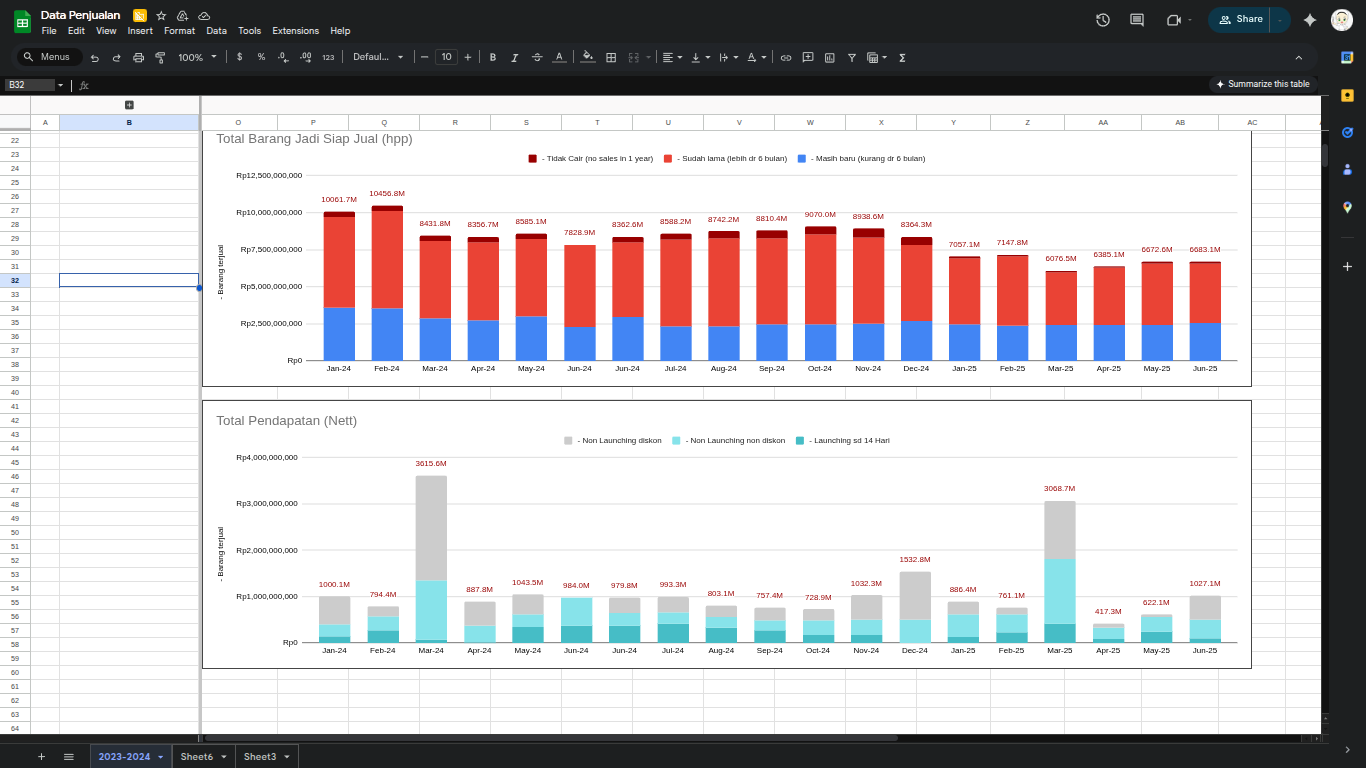 Data Penjualan
File Edit View Insert Format Data Tools Extensions Help
Share
Menus 100% $ % .0 .00 123 Defaul... 10 B I A
B32 fx Summarize this table
A B O P Q R S T U V W X Y Z AA AB AC
22
23
24
25
26
27
28
29
30
31
32
33
34
35
36
37
38
39
40
41
42
43
44
45
46
47
48
49
50
51
52
53
54
55
56
57
58
59
60
61
62
63
64
Total Barang Jadi Siap Jual (hpp)
- Tidak Cair (no sales in 1 year) - Sudah lama (lebih dr 6 bulan) - Masih baru (kurang dr 6 bulan)
- Barang terjual
Rp12,500,000,000
Rp10,000,000,000
Rp7,500,000,000
Rp5,000,000,000
Rp2,500,000,000
Rp0
10061.7M 10456.8M 8431.8M 8356.7M 8585.1M 7828.9M 8362.6M 8588.2M 8742.2M 8810.4M 9070.0M 8938.6M 8364.3M 7057.1M 7147.8M 6076.5M 6385.1M 6672.6M 6683.1M
Jan-24 Feb-24 Mar-24 Apr-24 May-24 Jun-24 Jun-24 Jul-24 Aug-24 Sep-24 Oct-24 Nov-24 Dec-24 Jan-25 Feb-25 Mar-25 Apr-25 May-25 Jun-25
Total Pendapatan (Nett)
- Non Launching diskon - Non Launching non diskon - Launching sd 14 Hari
- Barang terjual
Rp4,000,000,000
Rp3,000,000,000
Rp2,000,000,000
Rp1,000,000,000
Rp0
1000.1M 794.4M 3615.6M 887.8M 1043.5M 984.0M 979.8M 993.3M 803.1M 757.4M 728.9M 1032.3M 1532.8M 886.4M 761.1M 3068.7M 417.3M 622.1M 1027.1M
Jan-24 Feb-24 Mar-24 Apr-24 May-24 Jun-24 Jun-24 Jul-24 Aug-24 Sep-24 Oct-24 Nov-24 Dec-24 Jan-25 Feb-25 Mar-25 Apr-25 May-25 Jun-25
2023-2024 Sheet6 Sheet3